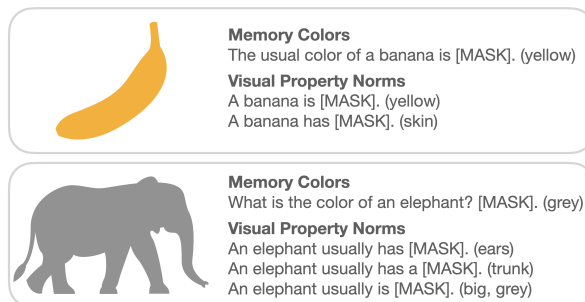 Memory Colors
The usual color of a banana is [MASK]. (yellow)
Visual Property Norms
A banana is [MASK]. (yellow)
A banana has [MASK]. (skin)
Memory Colors
What is the color of an elephant? [MASK]. (grey)
Visual Property Norms
An elephant usually has [MASK]. (ears)
An elephant usually has a [MASK]. (trunk)
An elephant usually is [MASK]. (big, grey)